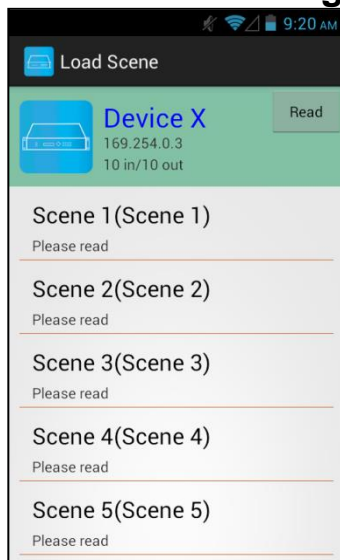 9:20 AM
Load Scene
Device X
Read
169.254.0.3
10 in/10 out
Scene 1(Scene 1)
Please read
Scene 2(Scene 2)
Please read
Scene 3(Scene 3)
Please read
Scene 4(Scene 4)
Please read
Scene 5(Scene 5)
Please read